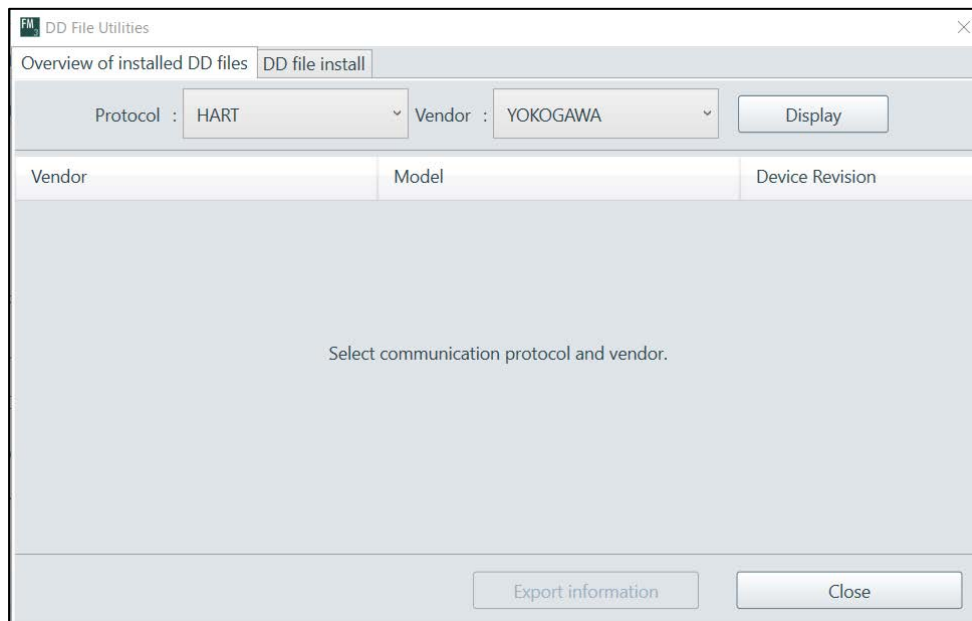 FM3 DD File Utilities
Overview of installed DD files DD file install
Protocol : HART Vendor : YOKOGAWA Display
Vendor Model Device Revision
Select communication protocol and vendor.
Export information Close